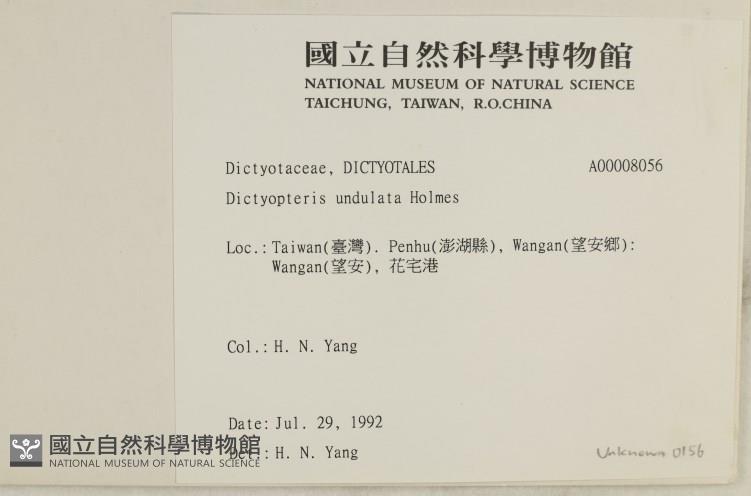 國立自然科學博物館
NATIONAL MUSEUM OF NATURAL SCIENCE
TAICHUNG, TAIWAN, R.O.CHINA
Dictyotaceae, DICTYOTALES A00008056
Dictyopteris undulata Holmes
Loc.: Taiwan(臺灣). Penhu(澎湖縣), Wangan(望安鄉):
Wangan(望安), 花宅港
Col.: H. N. Yang
Date: Jul. 29, 1992
Det.: H. N. Yang
Unknown 0156
國立自然科學博物館
NATIONAL MUSEUM OF NATURAL SCIENCE